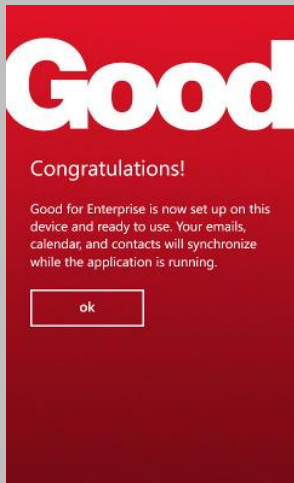 Good
Congratulations!
Good for Enterprise is now set up on this
device and ready to use. Your emails,
calendar, and contacts will synchronize
while the application is running.
ok